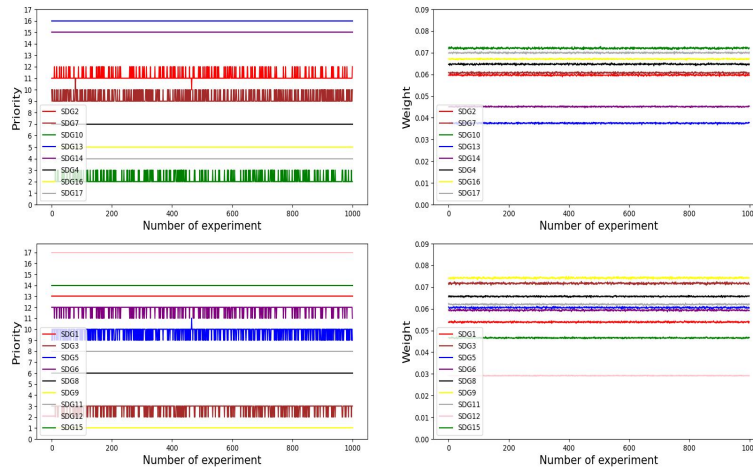 17
16
15
14
13
12
11
10
9
8
7
6
5
4
3
2
1
0
Priority
SDG2
SDG7
SDG10
SDG13
SDG14
SDG4
SDG16
SDG17
0 200 400 600 800 1000
Number of experiment
0.09
0.08
0.07
0.06
0.05
0.04
0.03
0.02
0.01
0.00
Weight
SDG2
SDG7
SDG10
SDG13
SDG14
SDG4
SDG16
SDG17
0 200 400 600 800 1000
Number of experiment
17
16
15
14
13
12
11
10
9
8
7
6
5
4
3
2
1
0
Priority
SDG1
SDG3
SDG5
SDG6
SDG8
SDG9
SDG11
SDG12
SDG15
0 200 400 600 800 1000
Number of experiment
0.09
0.08
0.07
0.06
0.05
0.04
0.03
0.02
0.01
0.00
Weight
SDG1
SDG3
SDG5
SDG6
SDG8
SDG9
SDG11
SDG12
SDG15
0 200 400 600 800 1000
Number of experiment